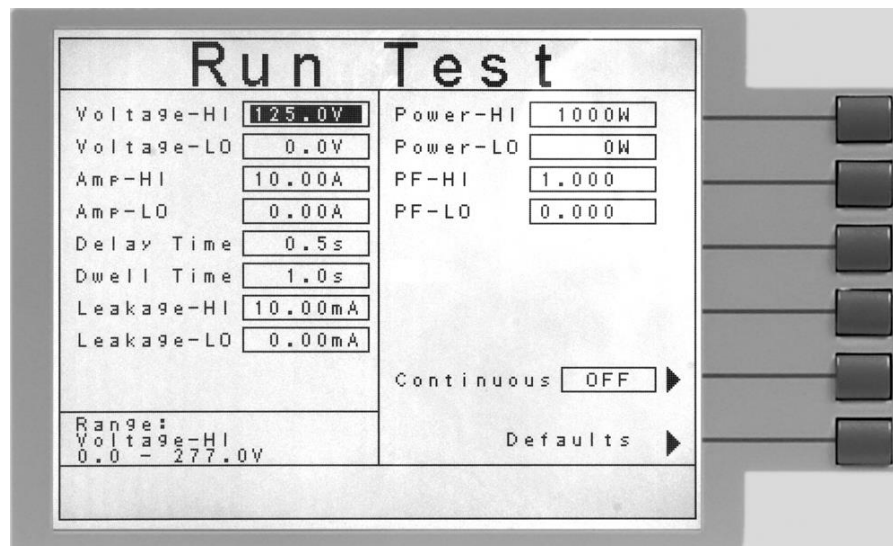 Run Test
Voltage-HI 125.0V
Voltage-LO 0.0V
Amp-HI 10.00A
Amp-LO 0.00A
Delay Time 0.5s
Dwell Time 1.0s
Leakage-HI 10.00mA
Leakage-LO 0.00mA
Range:
Voltage-HI
0.0 - 277.0V
Power-HI 1000W
Power-LO 0W
PF-HI 1.000
PF-LO 0.000
Continuous OFF
Defaults